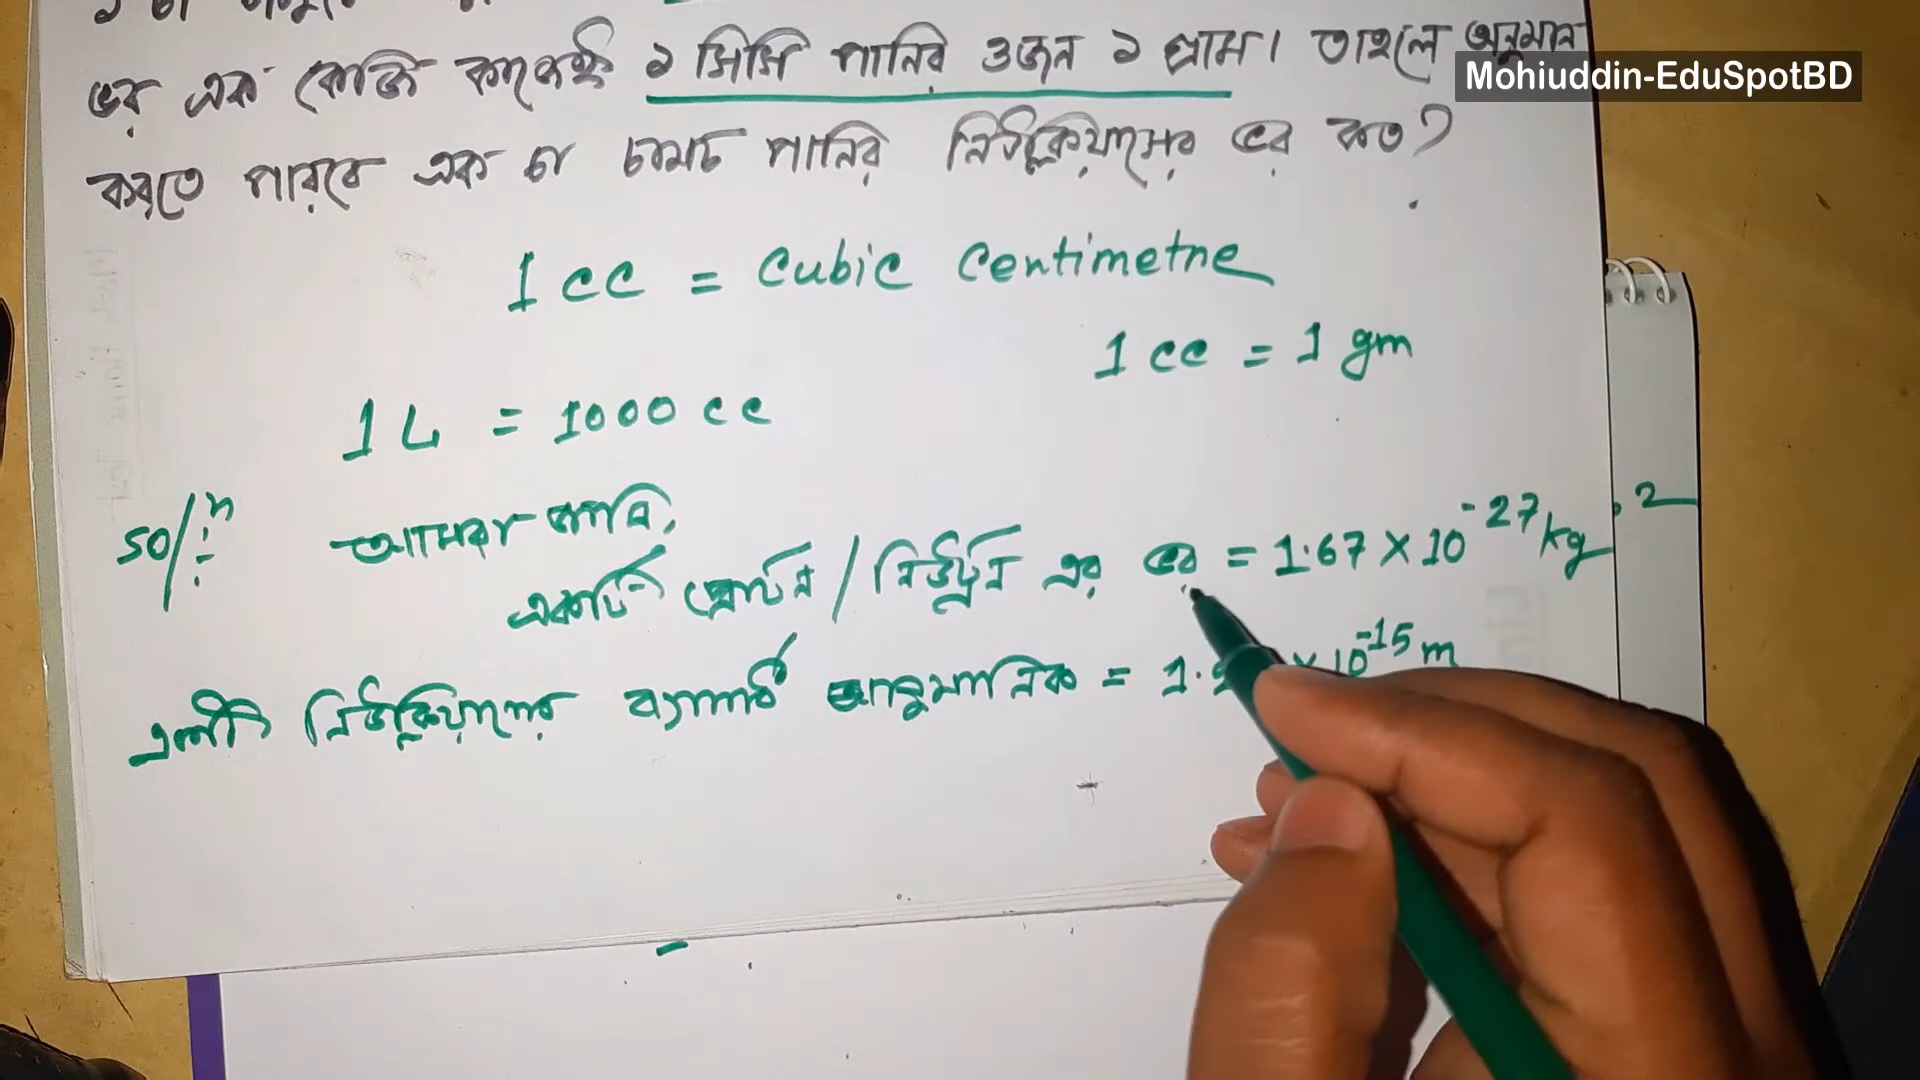 ভর এক কেজি কাজেই ১ সিসি পানির ওজন ১ গ্রাম। তাহলে অনুমান
Mohiuddin-EduSpotBD
করতে পারবে এক চা চামচ পানির নিউক্লিয়াসের ভর কত?
1 cc = Cubic Centimetre
1 cc = 1 gm
1 L = 1000 cc
Sol^n: আমরা জানি,
একটি প্রোটন / নিউট্রন এর ভর = 1.67 × 10^-27 kg
নিউক্লিয়াসের ব্যাসার্ধ আনুমানিক = 1. × 10^-15 m